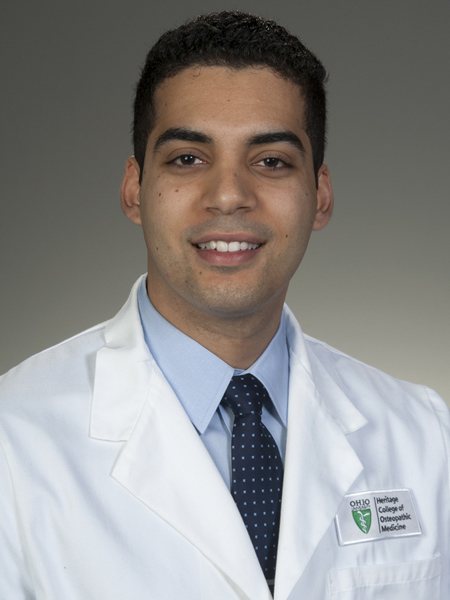 OHIO
Heritage
College of
Osteopathic
Medicine